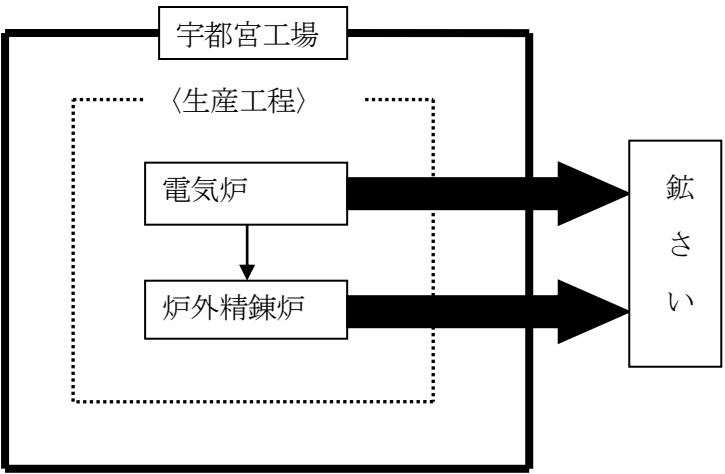 宇都宮工場
〈生産工程〉
電気炉
炉外精錬炉
鉱さい